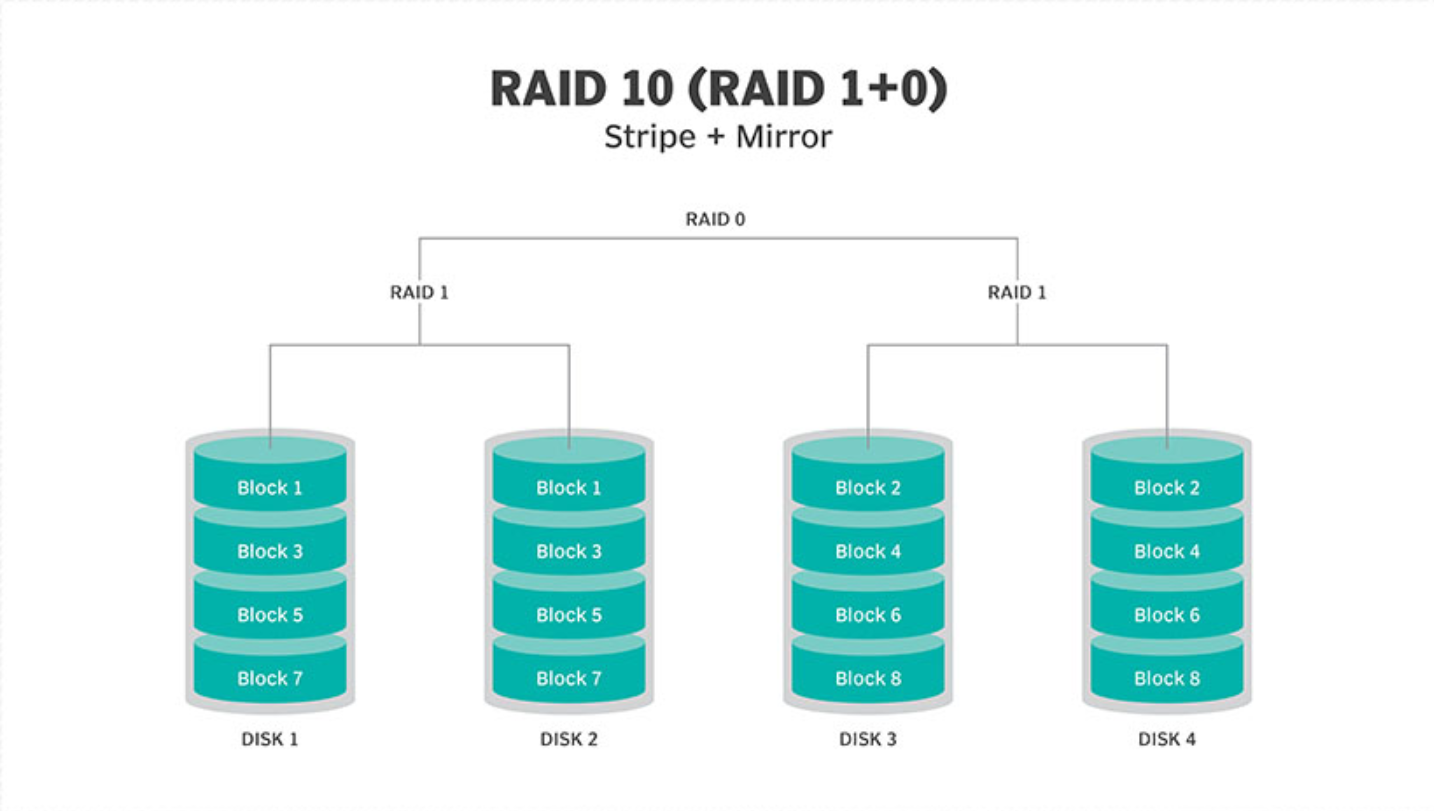 RAID 10 (RAID 1+0)
Stripe + Mirror
RAID 0
RAID 1
RAID 1
Block 1
Block 3
Block 5
Block 7
DISK 1
Block 1
Block 3
Block 5
Block 7
DISK 2
Block 2
Block 4
Block 6
Block 8
DISK 3
Block 2
Block 4
Block 6
Block 8
DISK 4